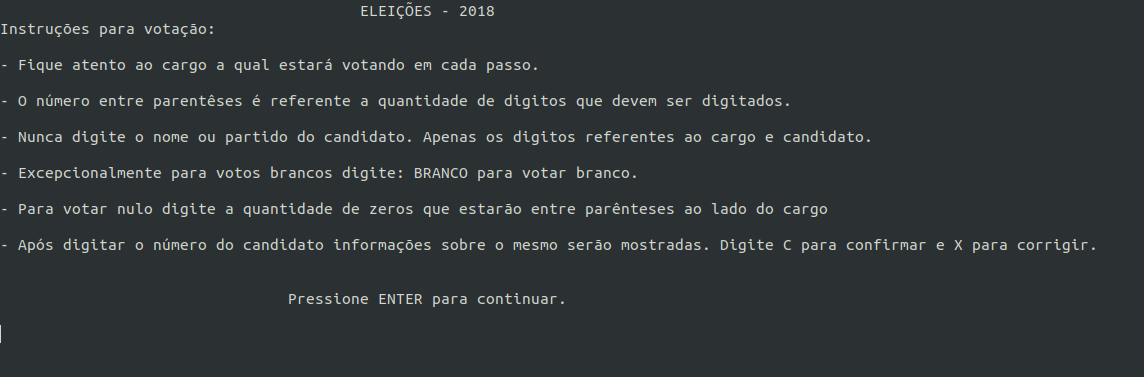 ELEIÇÕES - 2018
Instruções para votação:
- Fique atento ao cargo a qual estará votando em cada passo.
- O número entre parentêses é referente a quantidade de digitos que devem ser digitados.
- Nunca digite o nome ou partido do candidato. Apenas os digitos referentes ao cargo e candidato.
- Excepcionalmente para votos brancos digite: BRANCO para votar branco.
- Para votar nulo digite a quantidade de zeros que estarão entre parênteses ao lado do cargo
- Após digitar o número do candidato informações sobre o mesmo serão mostradas. Digite C para confirmar e X para corrigir.
Pressione ENTER para continuar.